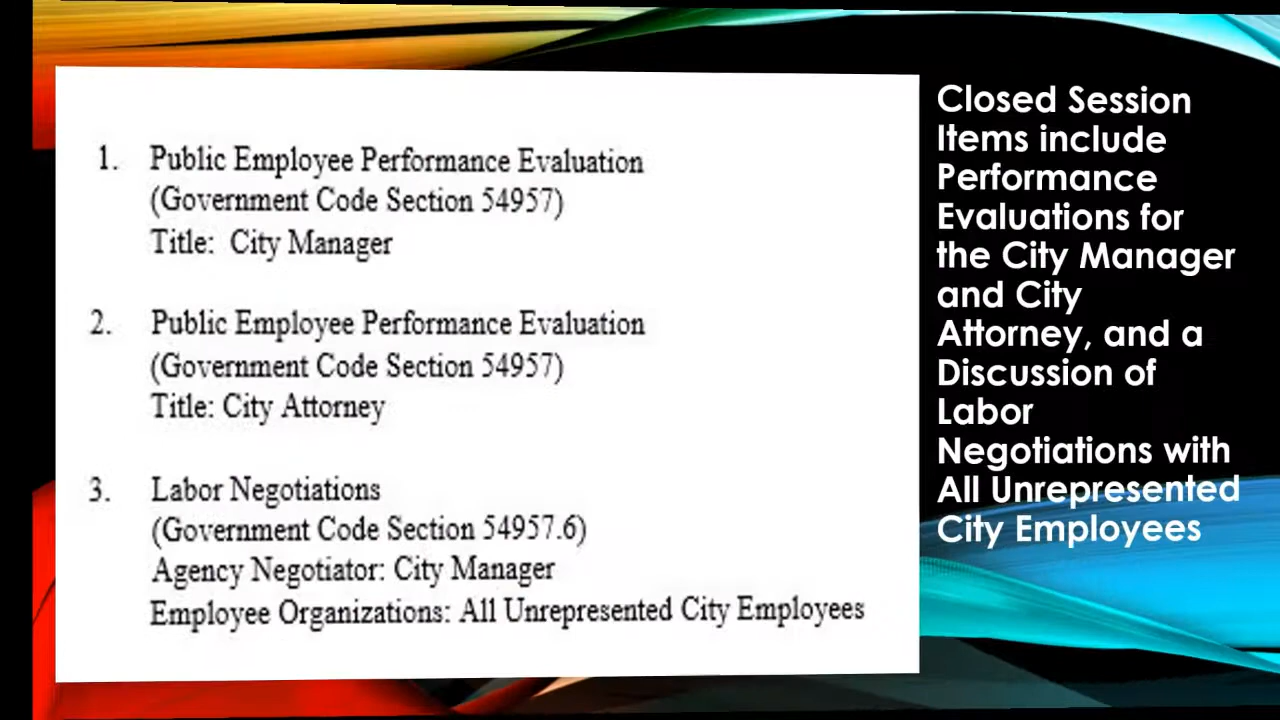 1. Public Employee Performance Evaluation
(Government Code Section 54957)
Title: City Manager
2. Public Employee Performance Evaluation
(Government Code Section 54957)
Title: City Attorney
3. Labor Negotiations
(Government Code Section 54957.6)
Agency Negotiator: City Manager
Employee Organizations: All Unrepresented City Employees
Closed Session
Items include
Performance
Evaluations for
the City Manager
and City
Attorney, and a
Discussion of
Labor
Negotiations with
All Unrepresented
City Employees